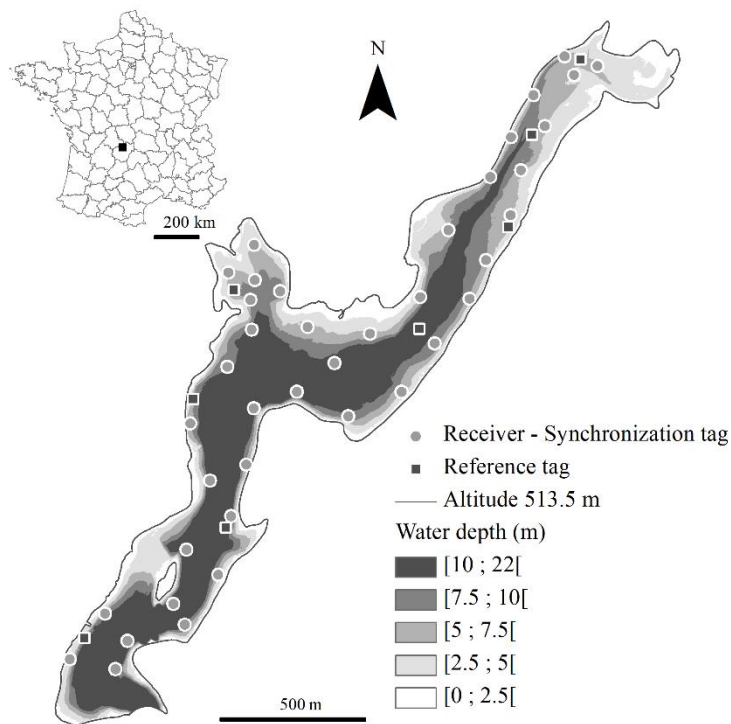 N
200 km
Receiver - Synchronization tag
Reference tag
Altitude 513.5 m
Water depth (m)
[10 ; 22[
[7.5 ; 10[
[5 ; 7.5[
[2.5 ; 5[
[0 ; 2.5[
500 m